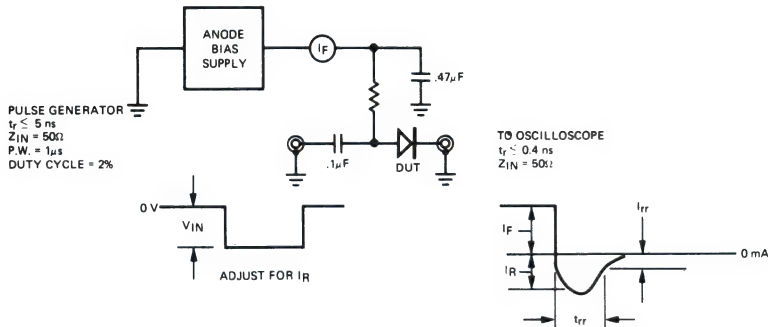 ANODE
BIAS
SUPPLY
IF
.47µF
PULSE GENERATOR
tr ≤ 5 ns
ZIN = 50Ω
P.W. = 1µs
DUTY CYCLE = 2%
.1µF
DUT
TO OSCILLOSCOPE
tr ≤ 0.4 ns
ZIN = 50Ω
0 V
VIN
ADJUST FOR IR
IF
IR
Irr
0 mA
trr